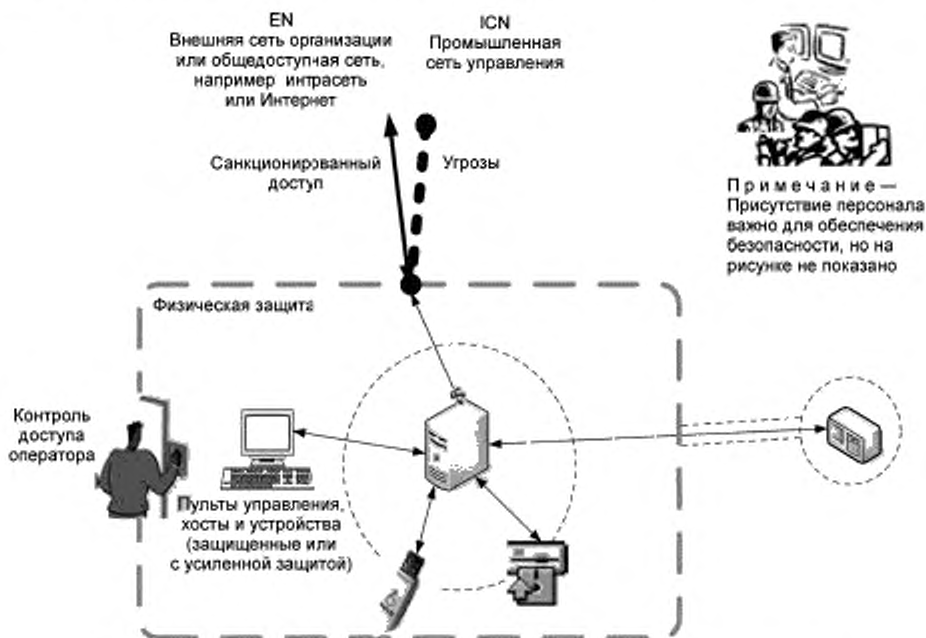 EN
Внешняя сеть организации
или общедоступная сеть,
например интрасеть
или Интернет
ICN
Промышленная
сеть управления
Санкционированный
доступ
Угрозы
П р и м е ч а н и е —
Присутствие персонала
важно для обеспечения
безопасности, но на
рисунке не показано
Физическая защита
Контроль
доступа
оператора
Пульты управления,
хосты и устройства
(защищенные или
с усиленной защитой)